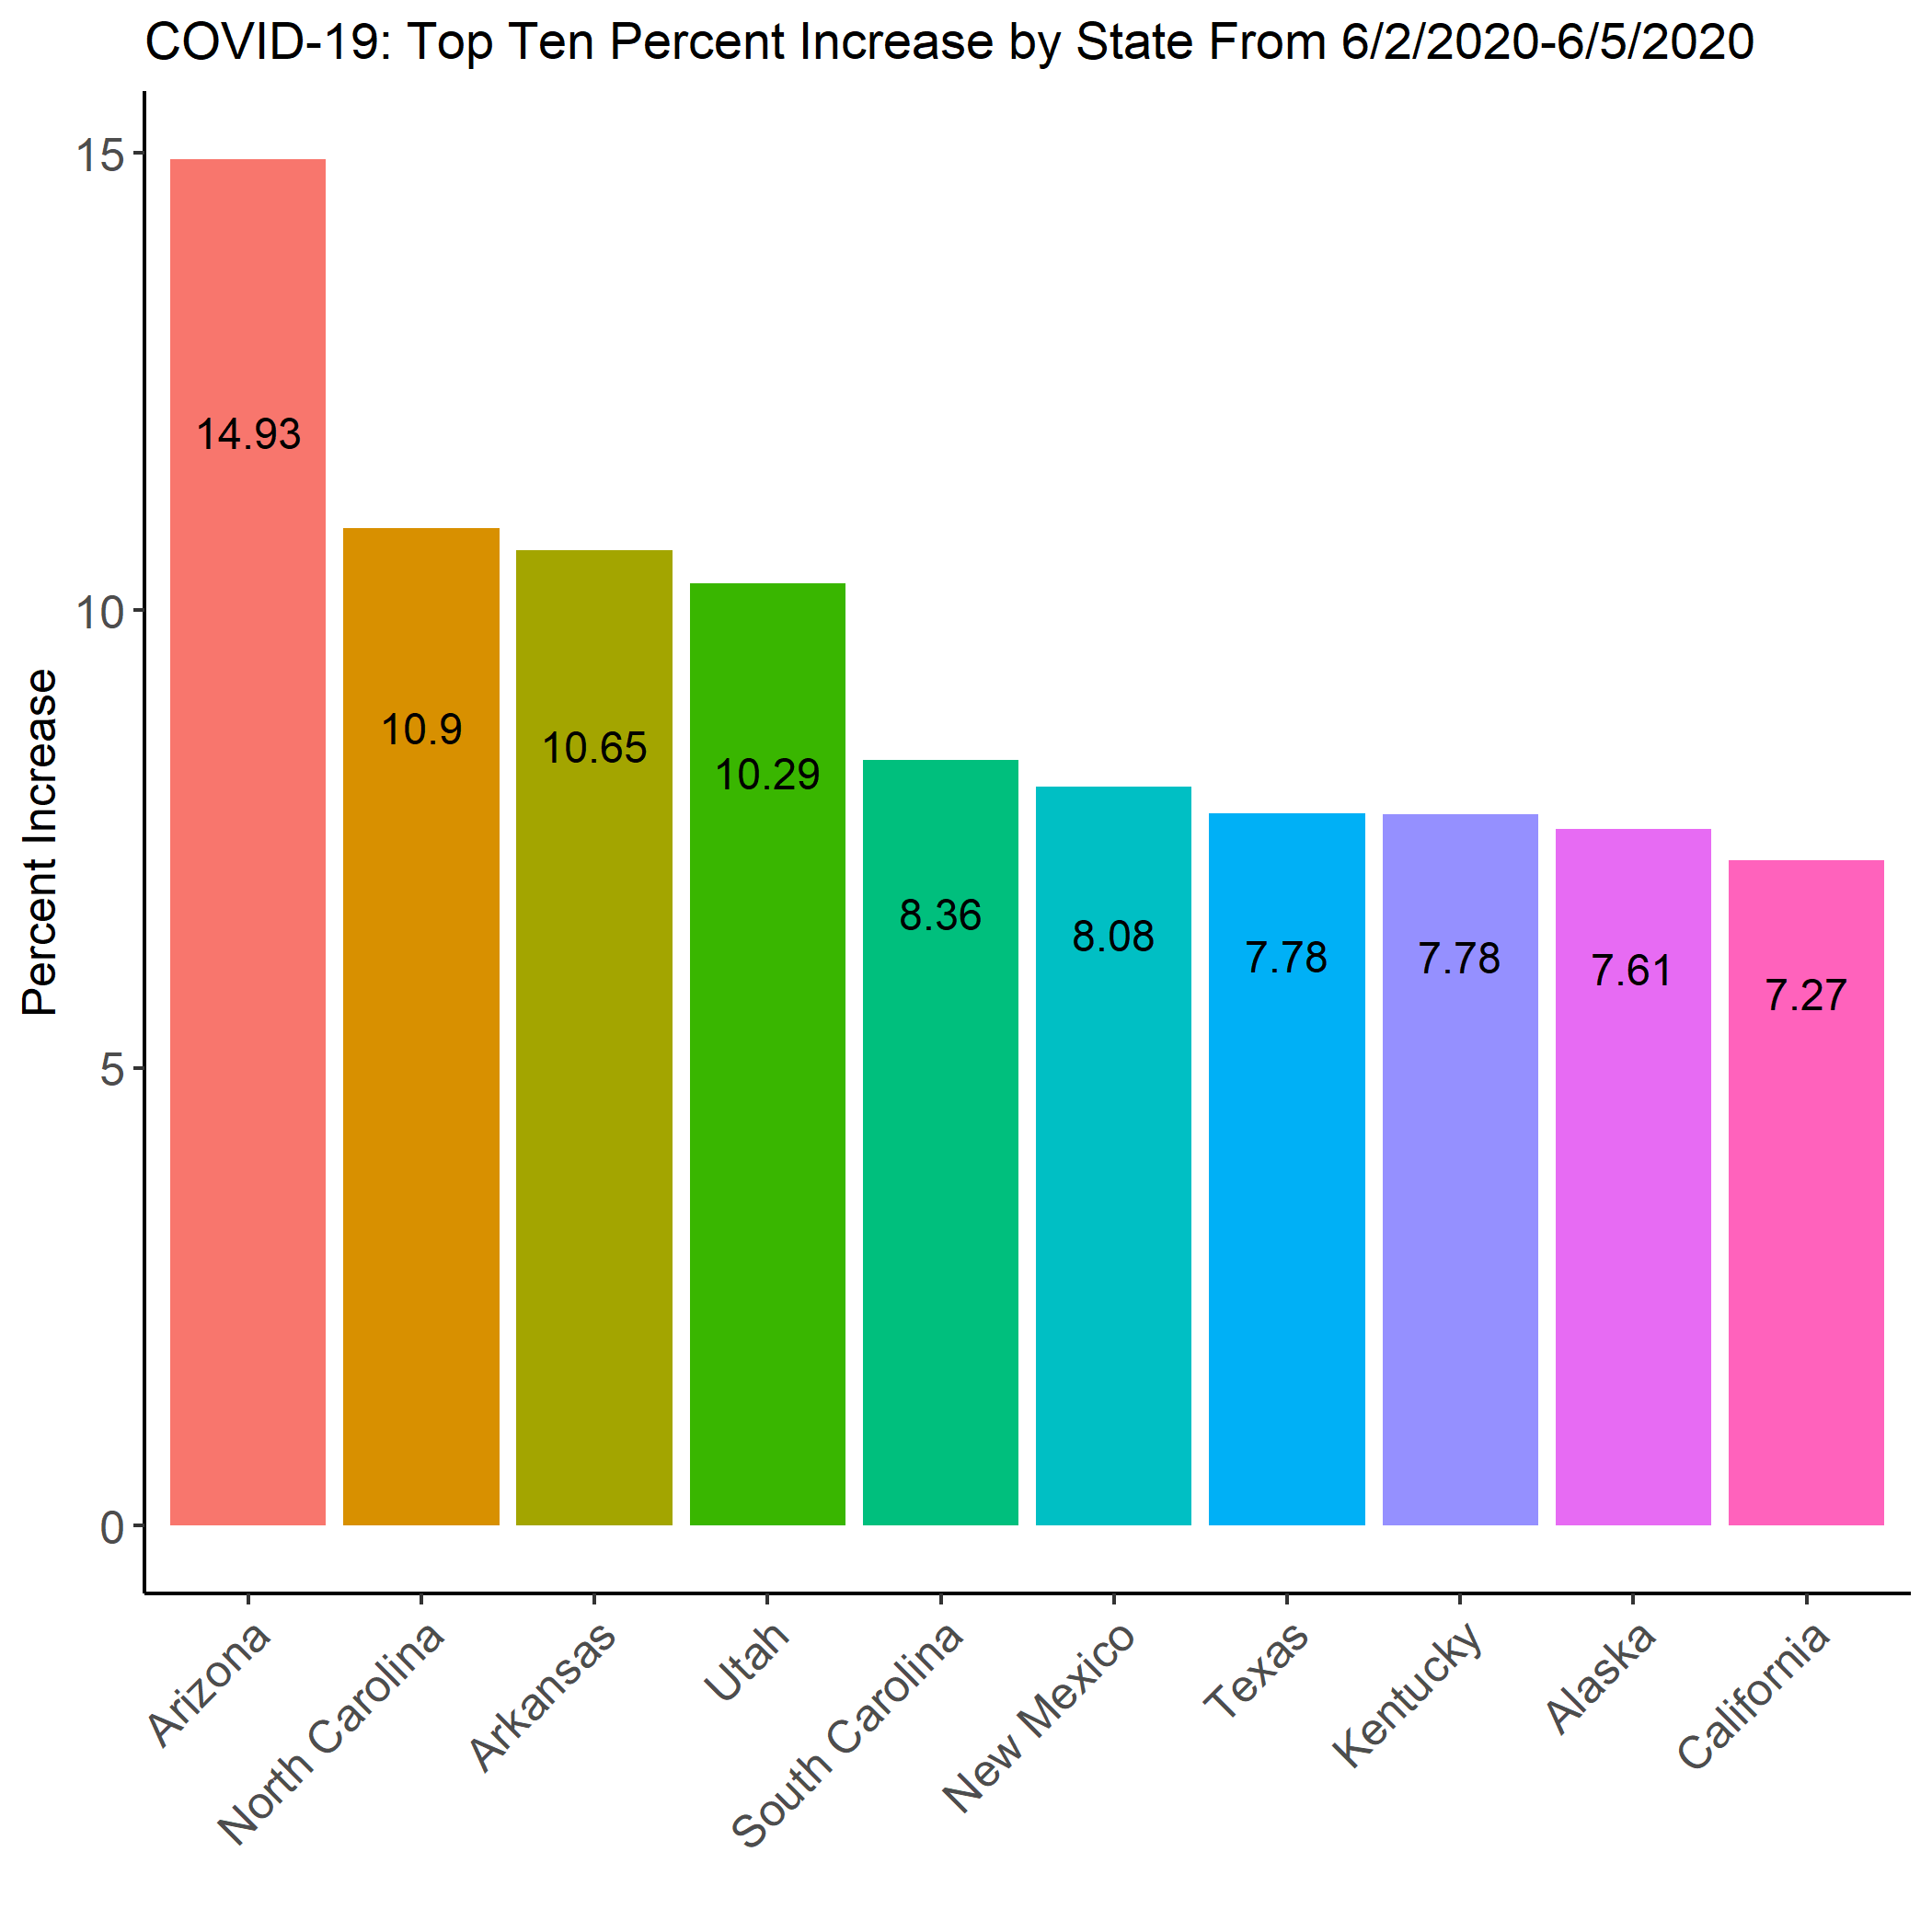 COVID-19: Top Ten Percent Increase by State From 6/2/2020-6/5/2020
Percent Increase
15
10
5
0
14.93
10.9
10.65
10.29
8.36
8.08
7.78
7.78
7.61
7.27
Arizona
North Carolina
Arkansas
Utah
South Carolina
New Mexico
Texas
Kentucky
Alaska
California